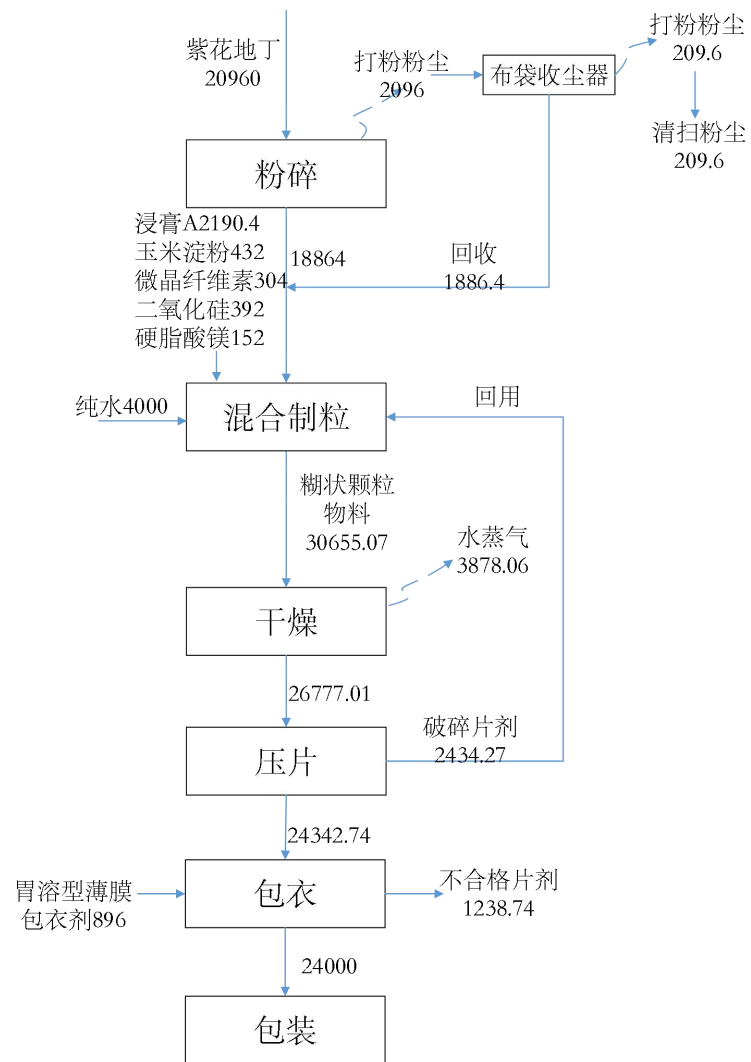 紫花地丁
20960
打粉粉尘
2096
布袋收尘器
打粉粉尘
209.6
清扫粉尘
209.6
粉碎
浸膏A2190.4
玉米淀粉432
微晶纤维素304
二氧化硅392
硬脂酸镁152
18864
回收
1886.4
纯水4000
混合制粒
回用
糊状颗粒
物料
30655.07
水蒸气
3878.06
干燥
26777.01
破碎片剂
2434.27
压片
24342.74
胃溶型薄膜
包衣剂896
包衣
不合格片剂
1238.74
24000
包装